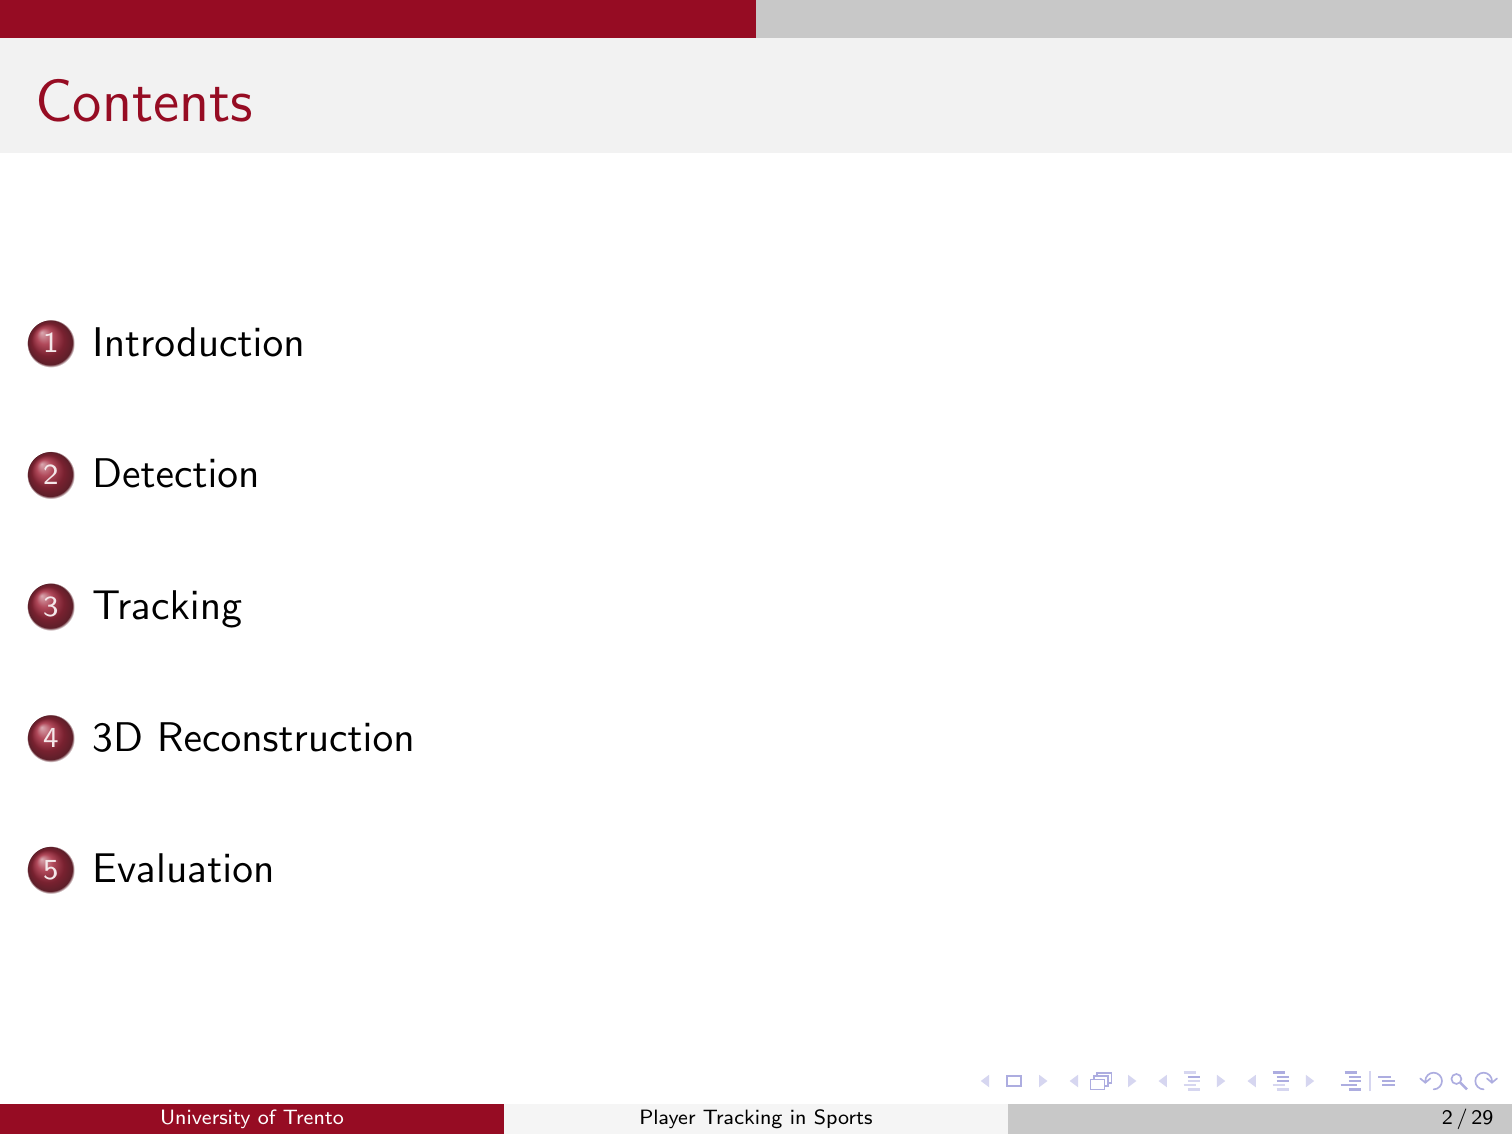 Contents
1 Introduction
2 Detection
3 Tracking
4 3D Reconstruction
5 Evaluation
University of Trento
Player Tracking in Sports
2 / 29